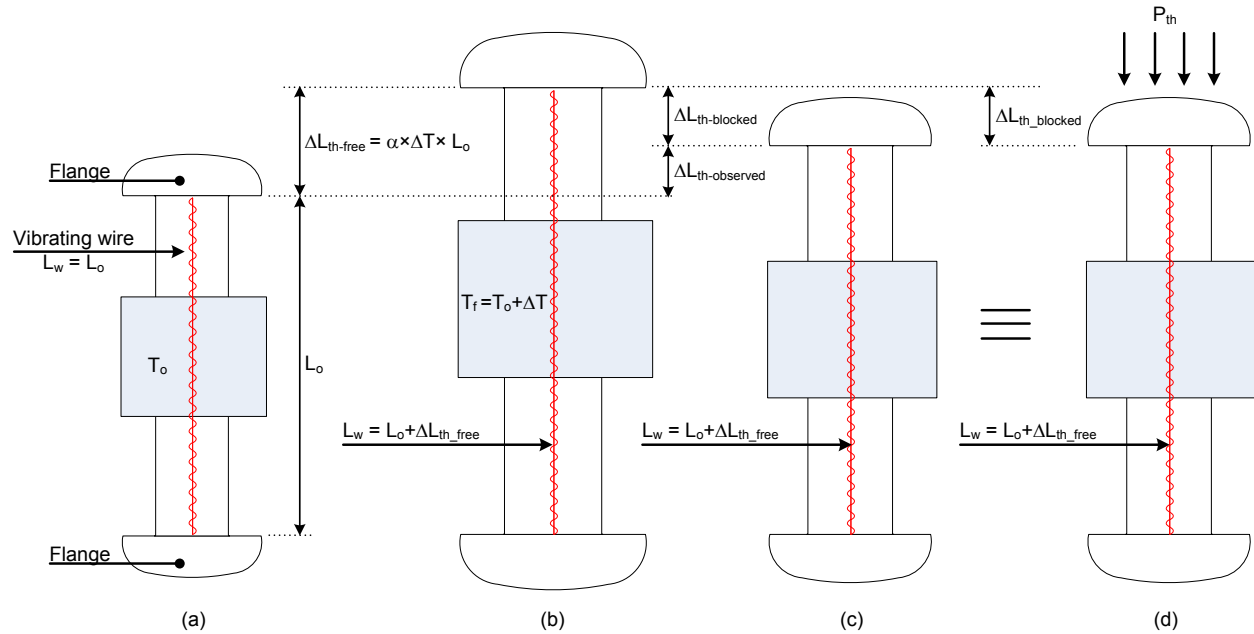 P_th
ΔL_th-free = α×ΔT× L_o
ΔL_th-blocked
ΔL_th_blocked
ΔL_th-observed
Flange
Vibrating wire
L_w = L_o
T_o
L_o
T_f =T_o+ΔT
L_w = L_o+ΔL_th_free
L_w = L_o+ΔL_th_free
L_w = L_o+ΔL_th_free
Flange
(a)
(b)
(c)
(d)